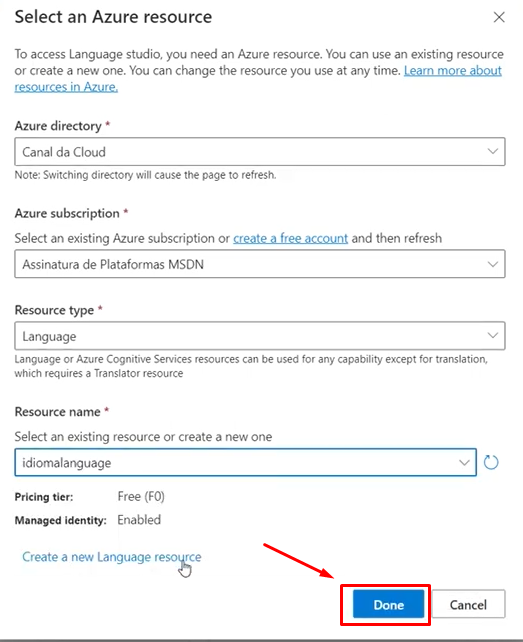 Select an Azure resource
To access Language studio, you need an Azure resource. You can use an existing resource
or create a new one. You can change the resource you use at any time. Learn more about
resources in Azure.
Azure directory *
Canal da Cloud
Note: Switching directory will cause the page to refresh.
Azure subscription *
Select an existing Azure subscription or create a free account and then refresh
Assinatura de Plataformas MSDN
Resource type *
Language
Language or Azure Cognitive Services resources can be used for any capability except for translation,
which requires a Translator resource
Resource name *
Select an existing resource or create a new one
idiomalanguage
Pricing tier: Free (F0)
Managed identity: Enabled
Create a new Language resource
Done Cancel